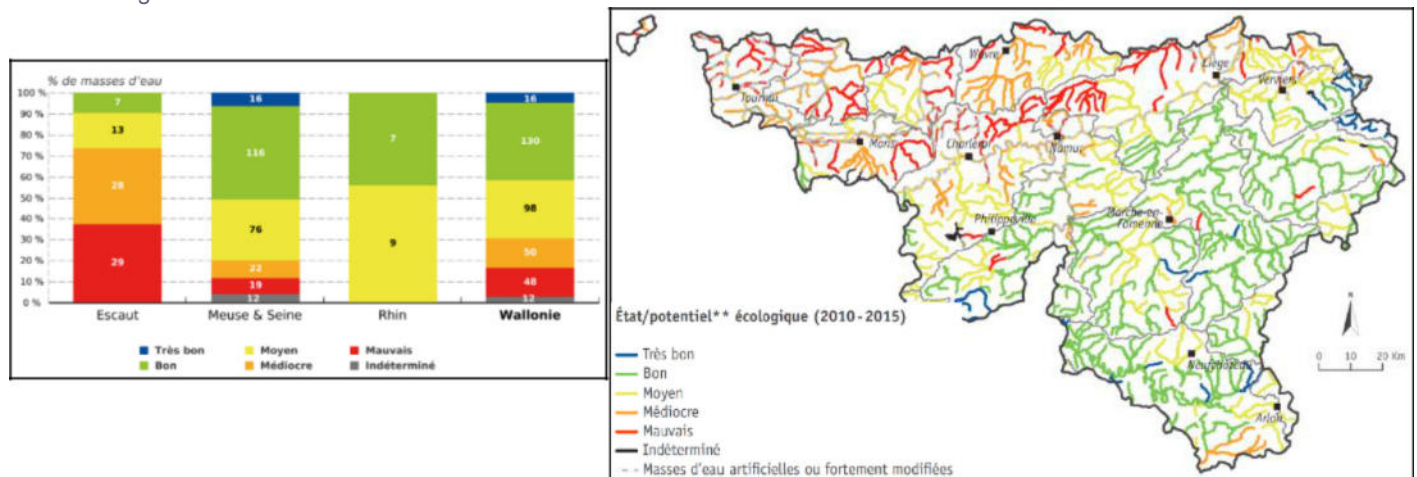 % de masses d'eau
100 %
90 %
80 %
70 %
60 %
50 %
40 %
30 %
20 %
10 %
0 %
7
13
28
29
16
116
76
22
19
12
7
9
16
130
98
50
48
12
Escaut
Meuse & Seine
Rhin
Wallonie
Très bon
Moyen
Mauvais
Bon
Médiocre
Indéterminé
Wavre
Liège
Verviers
Tournai
Mons
Charleroi
Namur
Philippeville
Marche-en-
Famenne
Neufchâteau
Arlon
État/potentiel** écologique (2010-2015)
Très bon
Bon
Moyen
Médiocre
Mauvais
Indéterminé
Masses d'eau artificielles ou fortement modifiées
N
0 10 20 Km